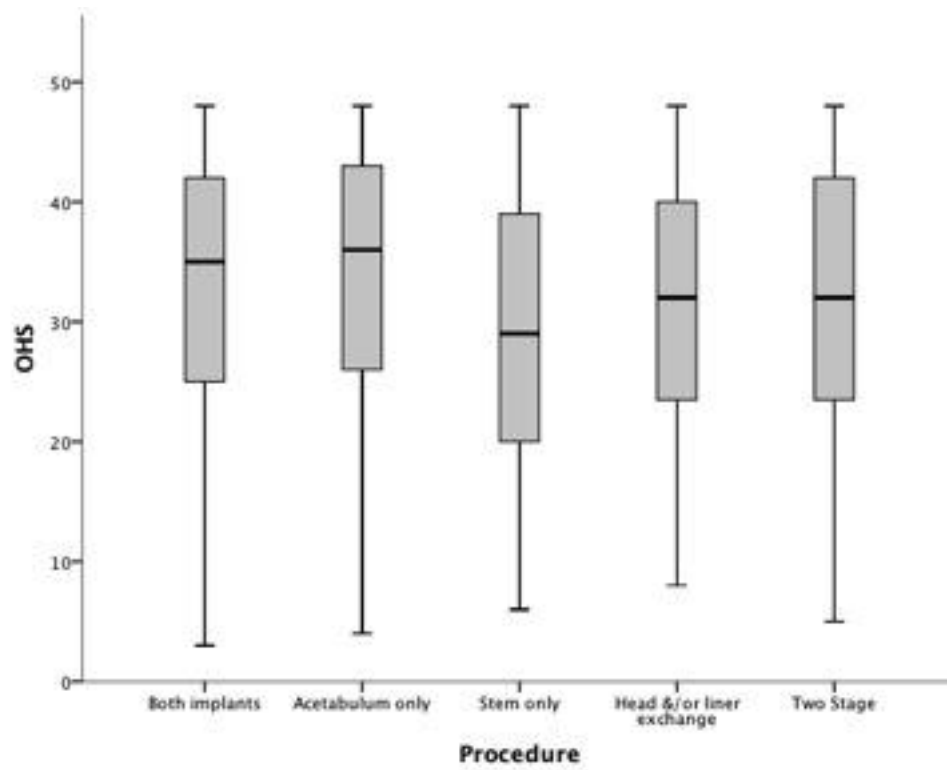 50
40
30
20
10
0
OHS
Both implants
Acetabulum only
Stem only
Head &/or liner
exchange
Two Stage
Procedure